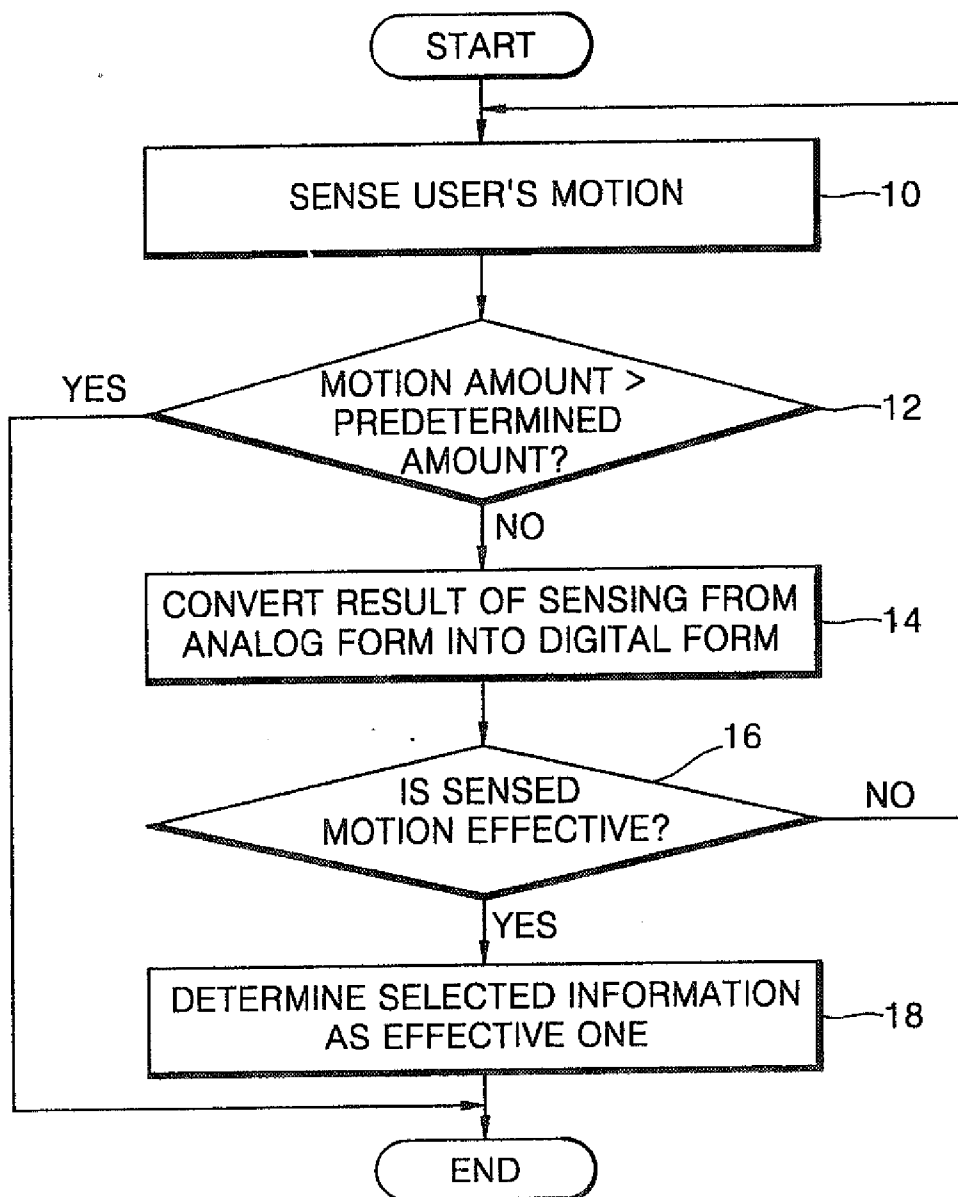 START
SENSE USER'S MOTION
10
YES
MOTION AMOUNT >
PREDETERMINED
AMOUNT?
12
NO
CONVERT RESULT OF SENSING FROM
ANALOG FORM INTO DIGITAL FORM
14
16
IS SENSED
MOTION EFFECTIVE?
NO
YES
DETERMINE SELECTED INFORMATION
AS EFFECTIVE ONE
18
END